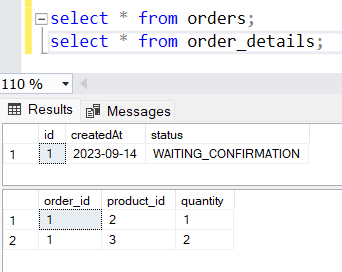 select * from orders;
select * from order_details;
110 %
Results Messages
id createdAt status
1 1 2023-09-14 WAITING_CONFIRMATION
order_id product_id quantity
1 1 2 1
2 1 3 2